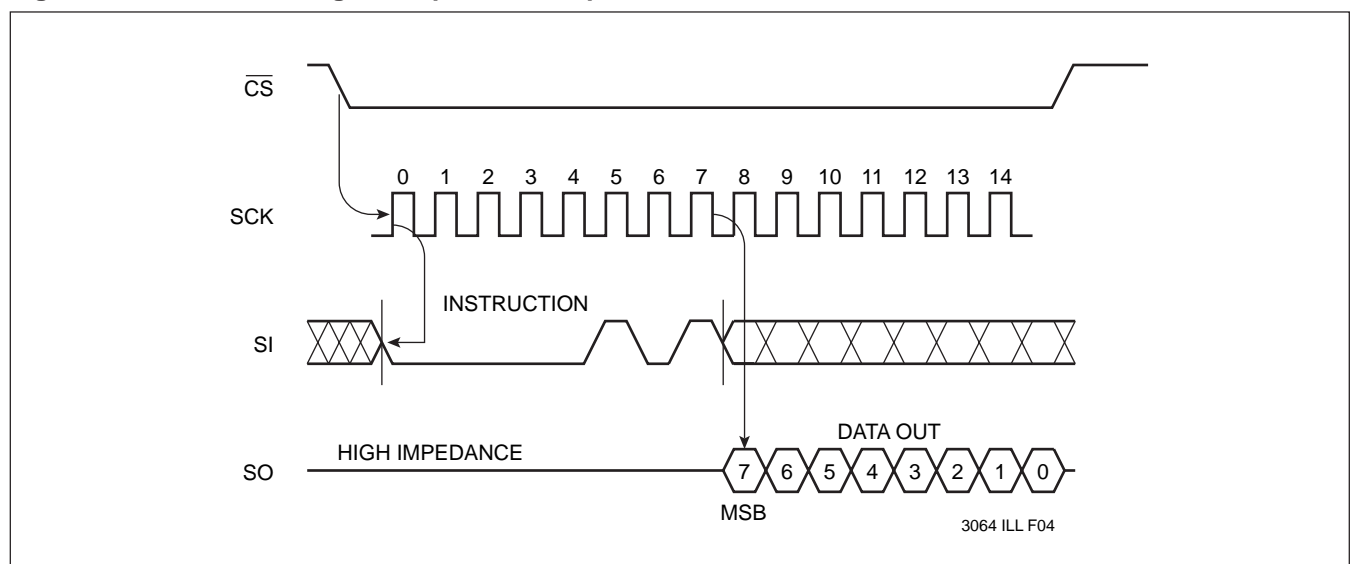 CS
0 1 2 3 4 5 6 7 8 9 10 11 12 13 14
SCK
INSTRUCTION
SI
DATA OUT
HIGH IMPEDANCE
SO
7 6 5 4 3 2 1 0
MSB
3064 ILL F04